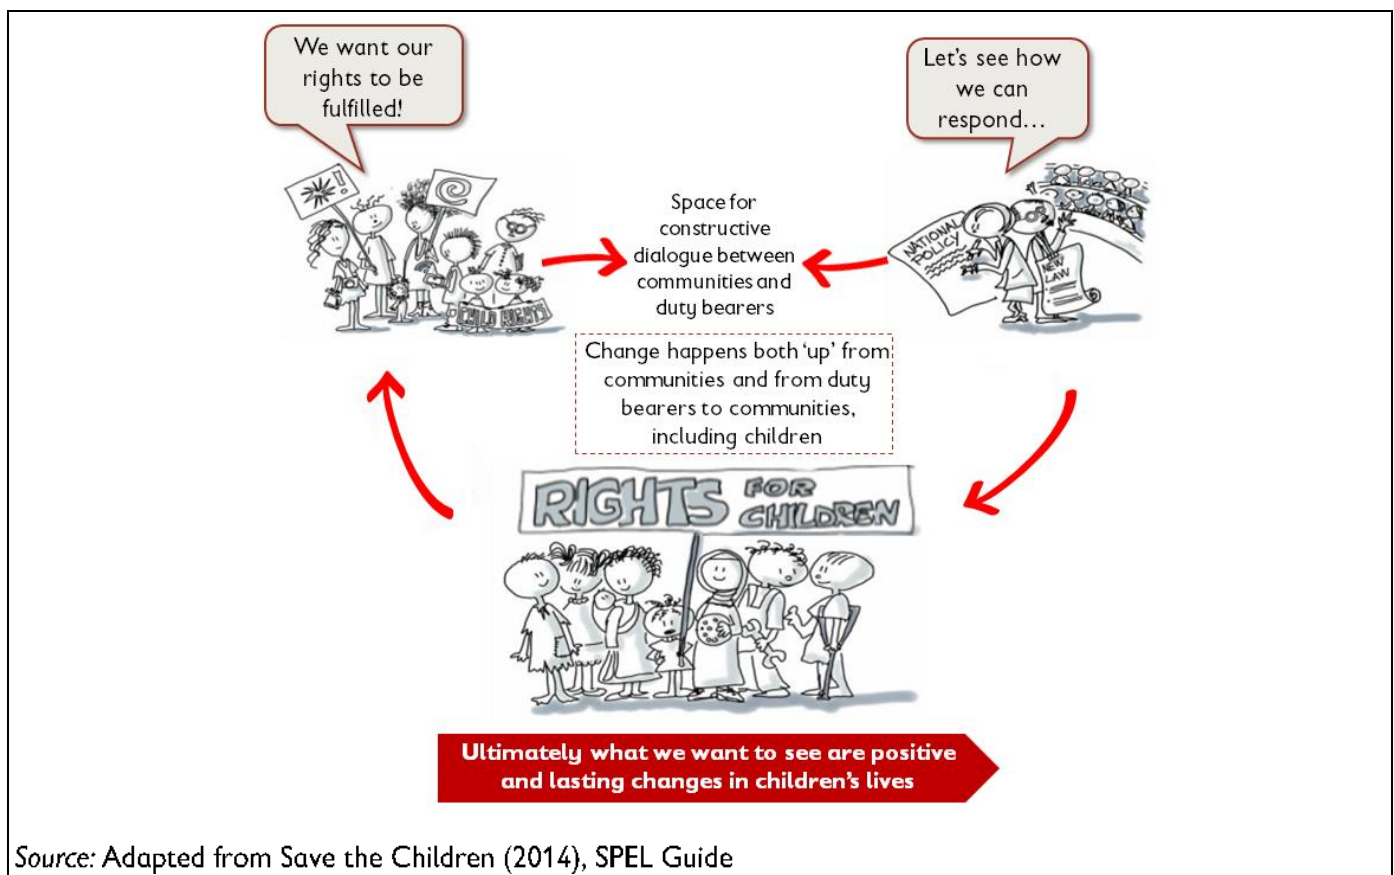 We want our
rights to be
fulfilled!
Let's see how
we can
respond…
Space for
constructive
dialogue between
communities and
duty bearers
NATIONAL
POLICY
NEW
LAW
CHILD RIGHTS
Change happens both ‘up’ from
communities and from duty
bearers to communities,
including children
RIGHTS FOR
CHILDREN
Ultimately what we want to see are positive
and lasting changes in children’s lives
Source: Adapted from Save the Children (2014), SPEL Guide